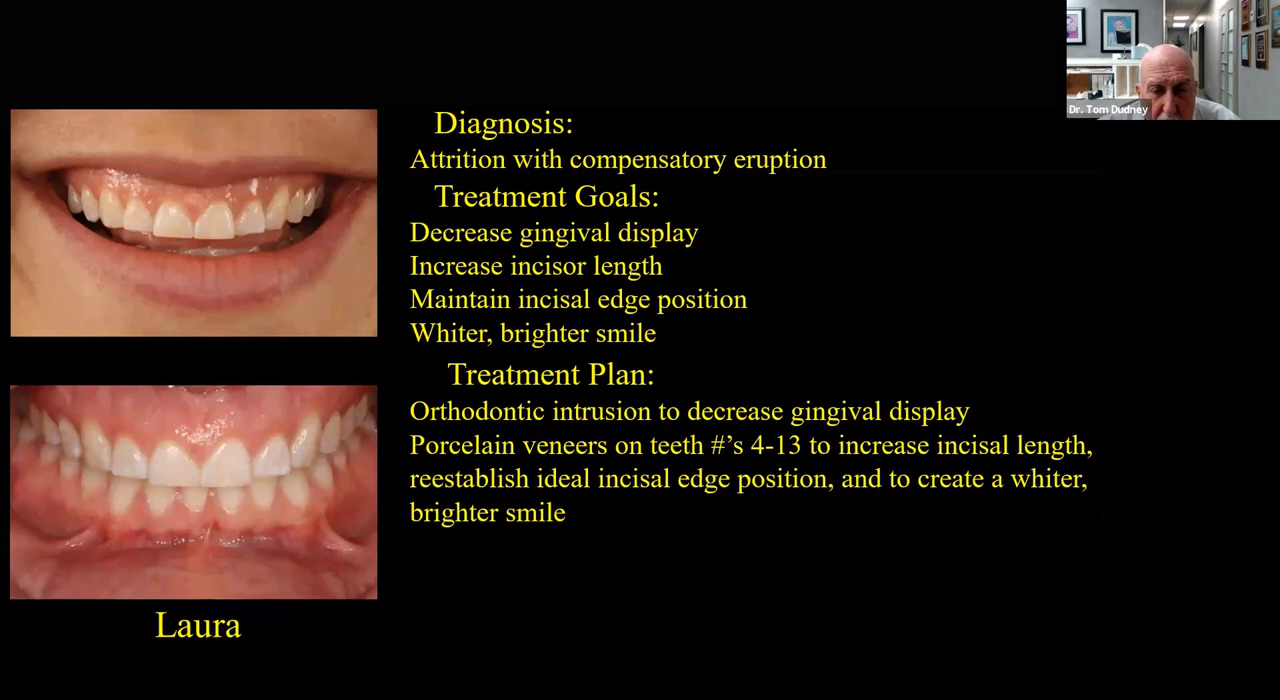 Dr. Tom Dudney
Diagnosis:
Attrition with compensatory eruption
Treatment Goals:
Decrease gingival display
Increase incisor length
Maintain incisal edge position
Whiter, brighter smile
Treatment Plan:
Orthodontic intrusion to decrease gingival display
Porcelain veneers on teeth #’s 4-13 to increase incisal length,
reestablish ideal incisal edge position, and to create a whiter,
brighter smile
Laura